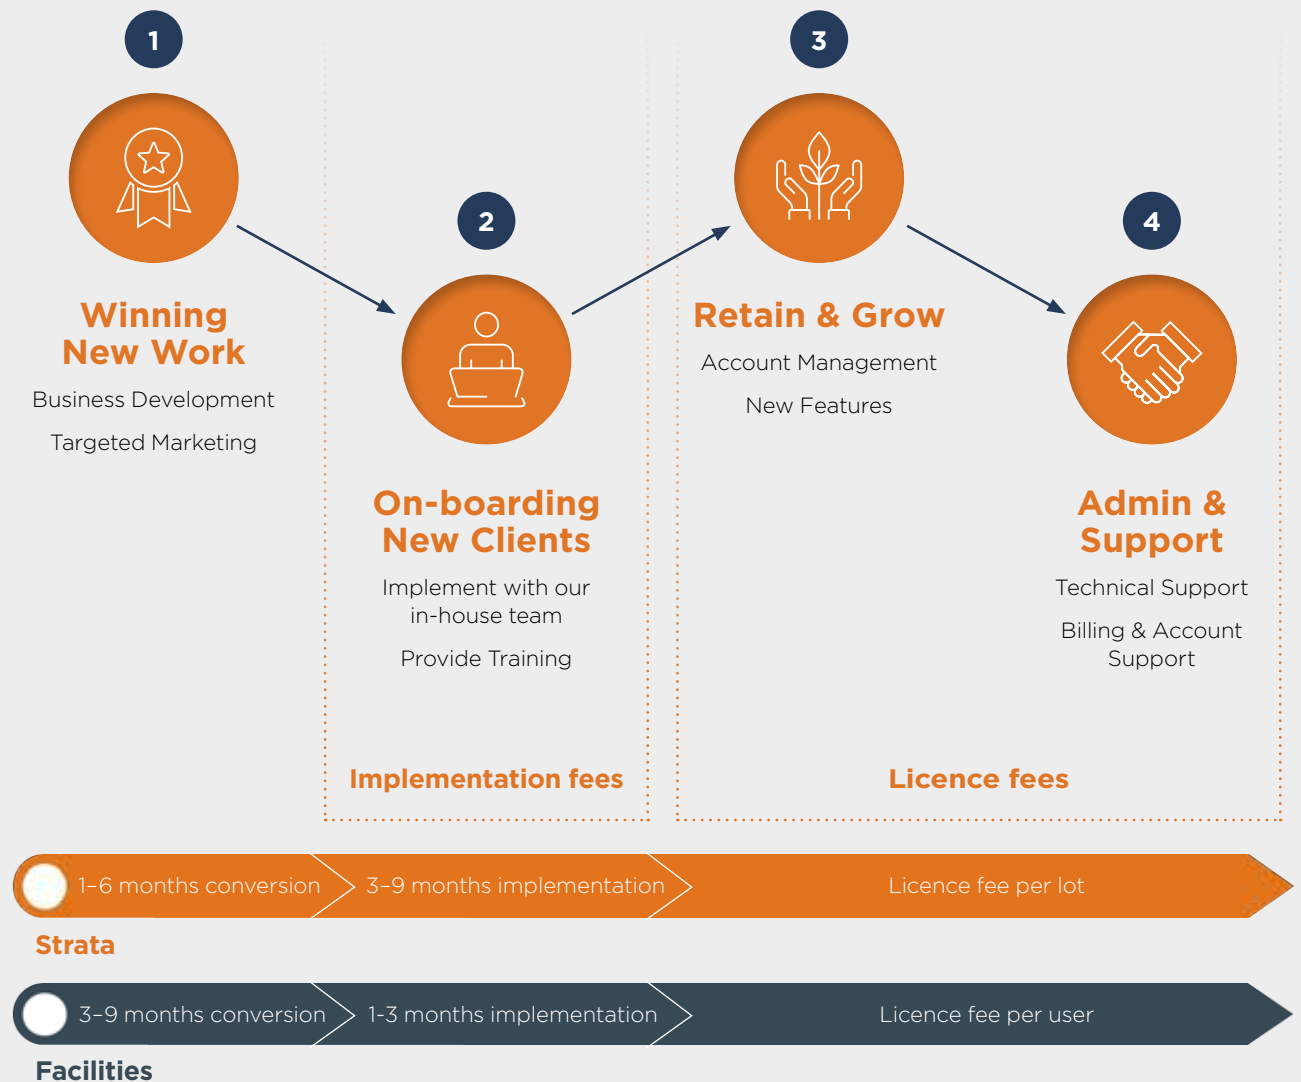 1
Winning
New Work
Business Development
Targeted Marketing
2
On-boarding
New Clients
Implement with our
in-house team
Provide Training
Implementation fees
3
Retain & Grow
Account Management
New Features
4
Admin &
Support
Technical Support
Billing & Account
Support
Licence fees
1–6 months conversion
3–9 months implementation
Licence fee per lot
Strata
3–9 months conversion
1-3 months implementation
Licence fee per user
Facilities